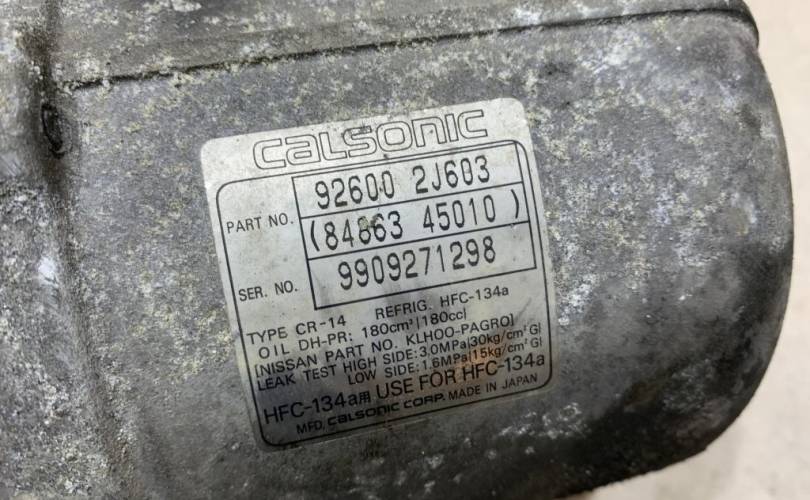 CALSONIC
PART NO. 92600 2J603
(84863 45010 )
SER. NO. 9909271298
TYPE CR-14 REFRIG. HFC-134a
OIL DH-PR: 180cm³(180cc)
(NISSAN PART NO. KLH00-PAGR0)
LEAK TEST HIGH SIDE:3.0MPa(30kg/cm²G)
LOW SIDE:1.6MPa(15kg/cm²G)
HFC-134a用 USE FOR HFC-134a
MFD. CALSONIC CORP. MADE IN JAPAN